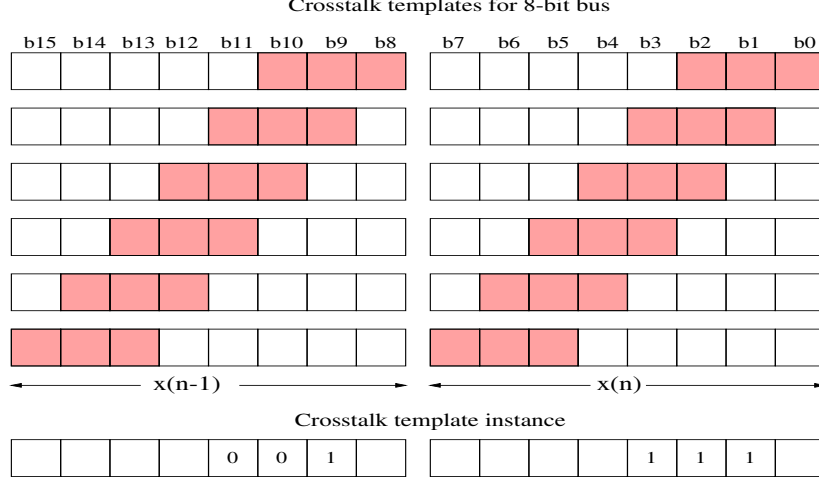 Crosstalk templates for 8-bit bus
b15 b14 b13 b12 b11 b10 b9 b8 b7 b6 b5 b4 b3 b2 b1 b0
x(n-1) x(n)
Crosstalk template instance
0 0 1 1 1 1